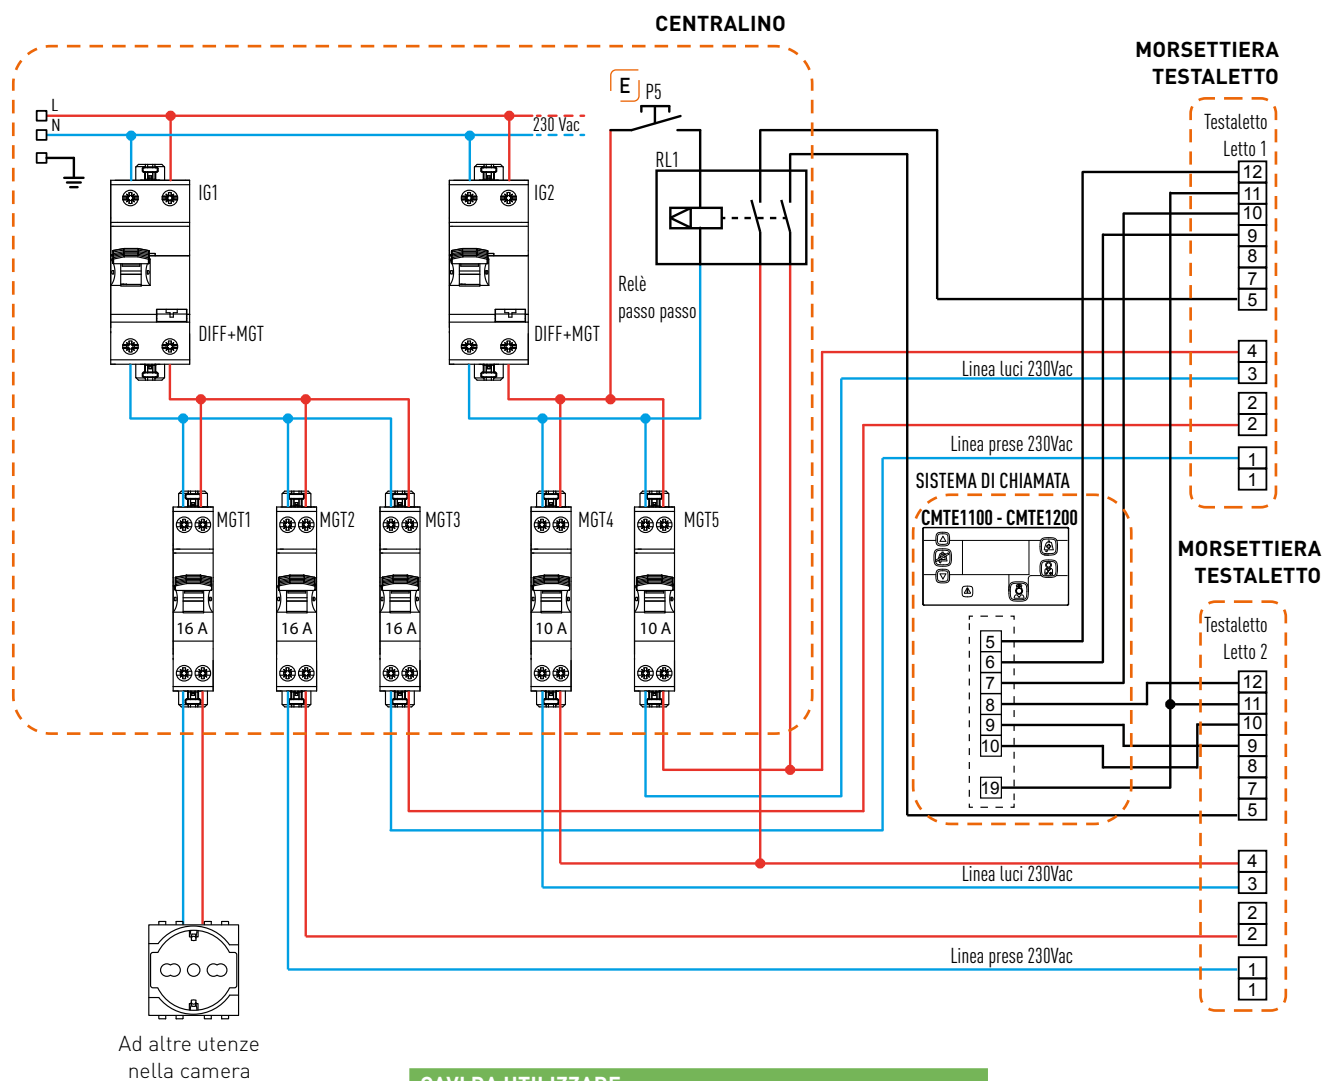 CENTRALINO
MORSETTIERA
TESTALETTO
E
P5
L
N
230 Vac
Testaletto
Letto 1
RL1
12
11
10
9
8
7
5
IG1
IG2
Relè
passo passo
DIFF+MGT
DIFF+MGT
4
3
Linea luci 230Vac
2
2
Linea prese 230Vac
1
1
SISTEMA DI CHIAMATA
CMTE1100 - CMTE1200
MGT1
MGT2
MGT3
MGT4
MGT5
MORSETTIERA
TESTALETTO
16 A
16 A
16 A
10 A
10 A
Testaletto
Letto 2
5
6
7
8
9
10
19
12
11
10
9
8
7
5
4
3
Linea luci 230Vac
2
2
Linea prese 230Vac
1
1
Ad altre utenze
nella camera
CAVI DA UTILIZZARE